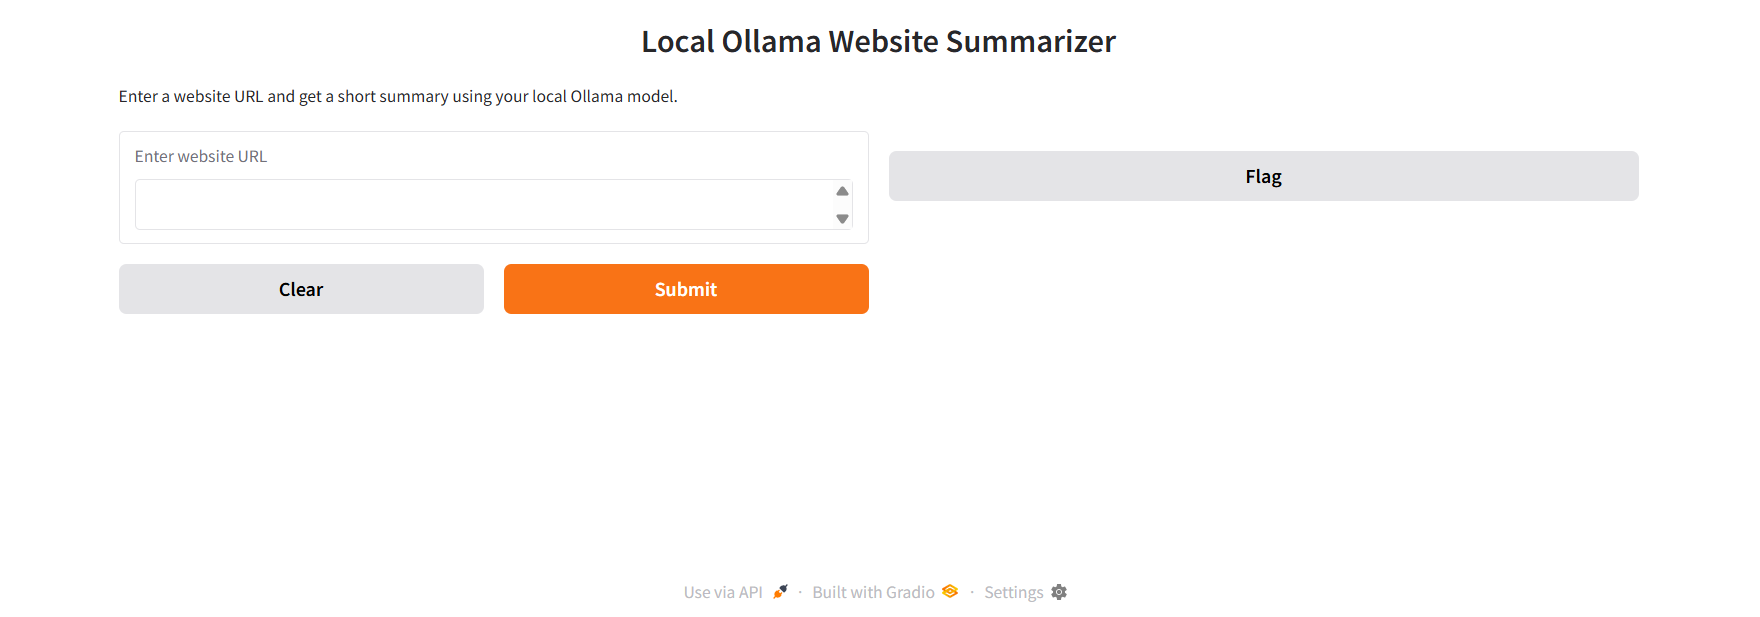 Local Ollama Website Summarizer
Enter a website URL and get a short summary using your local Ollama model.
Enter website URL
Flag
Clear
Submit
Use via API · Built with Gradio · Settings